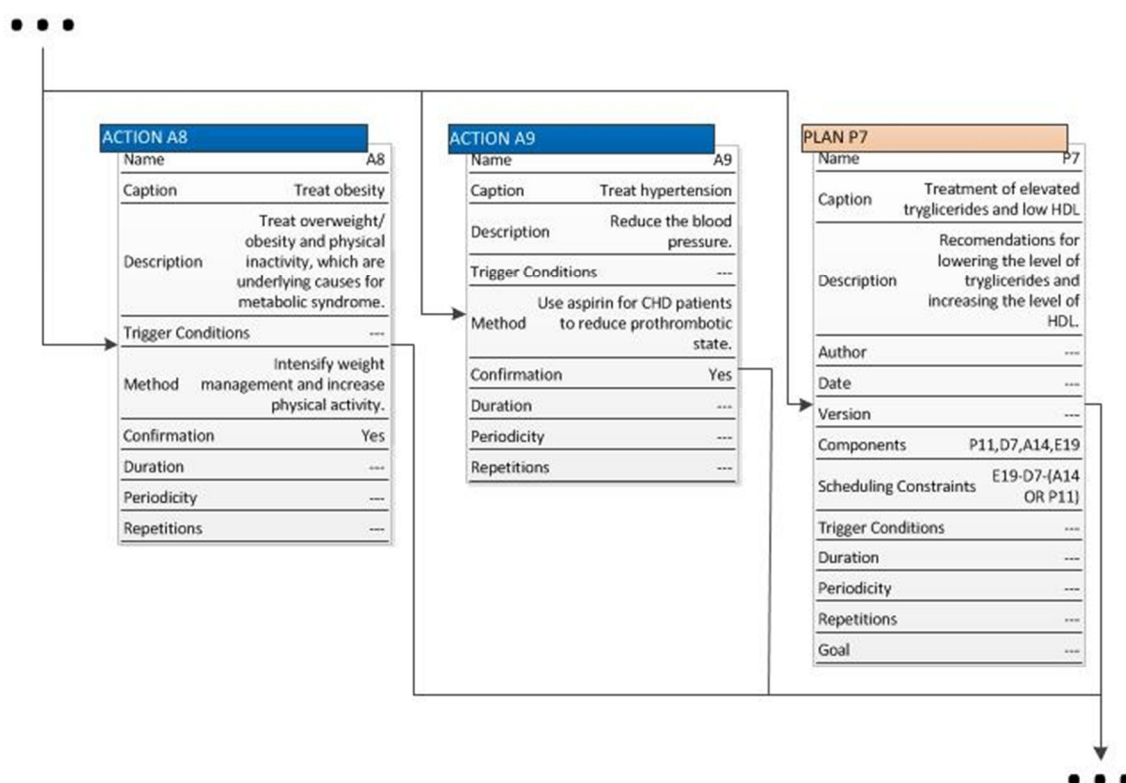 • • •
ACTION A8
Name A8
Caption Treat obesity
Treat overweight/
obesity and physical
Description inactivity, which are
underlying causes for
metabolic syndrome.
Trigger Conditions ---
Intensify weight
Method management and increase
physical activity.
Confirmation Yes
Duration ---
Periodicity ---
Repetitions ---
ACTION A9
Name A9
Caption Treat hypertension
Description Reduce the blood
pressure.
Trigger Conditions ---
Use aspirin for CHD patients
Method to reduce prothrombotic
state.
Confirmation Yes
Duration ---
Periodicity ---
Repetitions ---
PLAN P7
Name P7
Caption Treatment of elevated
tryglicerides and low HDL
Recomendations for
lowering the level of
Description tryglicerides and
increasing the level of
HDL.
Author ---
Date ---
Version ---
Components P11,D7,A14,E19
Scheduling Constraints E19-D7-(A14
OR P11)
Trigger Conditions ---
Duration ---
Periodicity ---
Repetitions ---
Goal ---
• • •